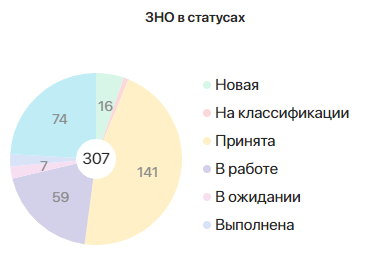 ЗНО в статусах
16
74
141
307
7
59
Новая
На классификации
Принята
В работе
В ожидании
Выполнена